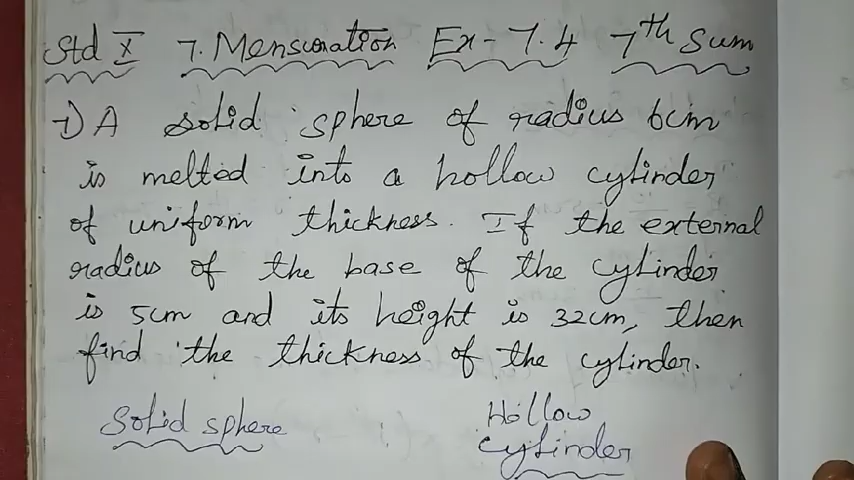 Std X 7. Mensuration Ex-7.4 7th Sum
7) A solid sphere of radius 6cm
is melted into a hollow cylinder
of uniform thickness. If the external
radius of the base of the cylinder
is 5cm and its height is 32cm, then
find the thickness of the cylinder.
Solid sphere
Hollow
cylinder